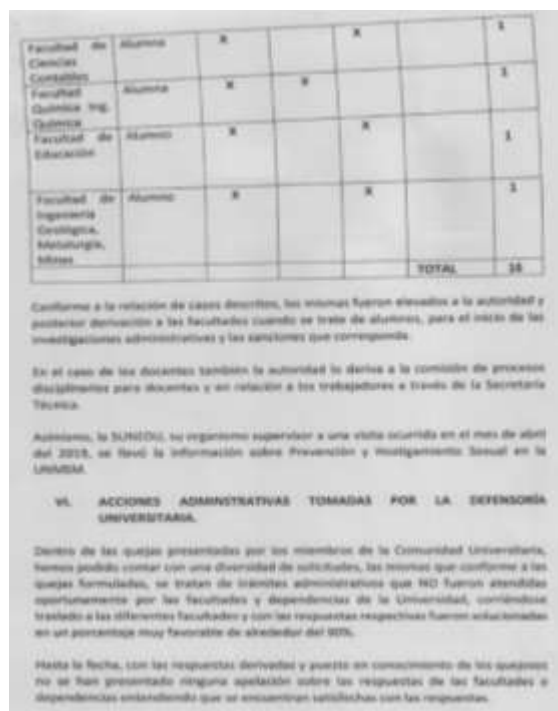 Facultad de Alumna X X 1
Ciencias
Contables
Facultad Alumna X X 1
Química Ing.
Química
Facultad de Alumno X X 1
Educación
Facultad de Alumno X X 1
Ingeniería
Geológica,
Metalurgia,
Minas
TOTAL 16
Conforme a la relación de casos descritos, los mismos fueron elevados a la autoridad y
posterior derivación a las facultades cuando se trate de alumnos, para el inicio de las
investigaciones administrativas y las sanciones que corresponda.
En el caso de los docentes también la autoridad lo deriva a la comisión de procesos
disciplinarios para docentes y en relación a los trabajadores a través de la Secretaría
Técnica.
Asimismo, la SUNEDU, su organismo supervisor a una visita ocurrida en el mes de abril
del 2019, se llevó la información sobre Prevención y Hostigamiento Sexual en la
VI. ACCIONES ADMINSTRATIVAS TOMADAS POR LA DEFENSORÍA
UNIVERSITARIA.
Dentro de las quejas presentadas por los miembros de la Comunidad Universitaria,
hemos podido contar con una diversidad de solicitudes, las mismas que conforme a las
quejas formuladas, se tratan de trámites administrativos que NO fueron atendidas
oportunamente por las facultades y dependencias de la Universidad, corriéndose
traslado a las diferentes facultades y con las respuestas respectivas fueron solucionadas
en un porcentaje muy favorable de alrededor del 90%.
Hasta la fecha, con las respuestas derivadas y puesto en conocimiento de los quejosos
no se han presentado ninguna apelación sobre las respuestas de las facultades o
dependencias entendiendo que se encuentran satisfechas con las respuestas.